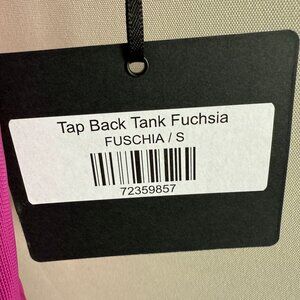 Tap Back Tank Fuchsia
FUSCHIA / S
72359857